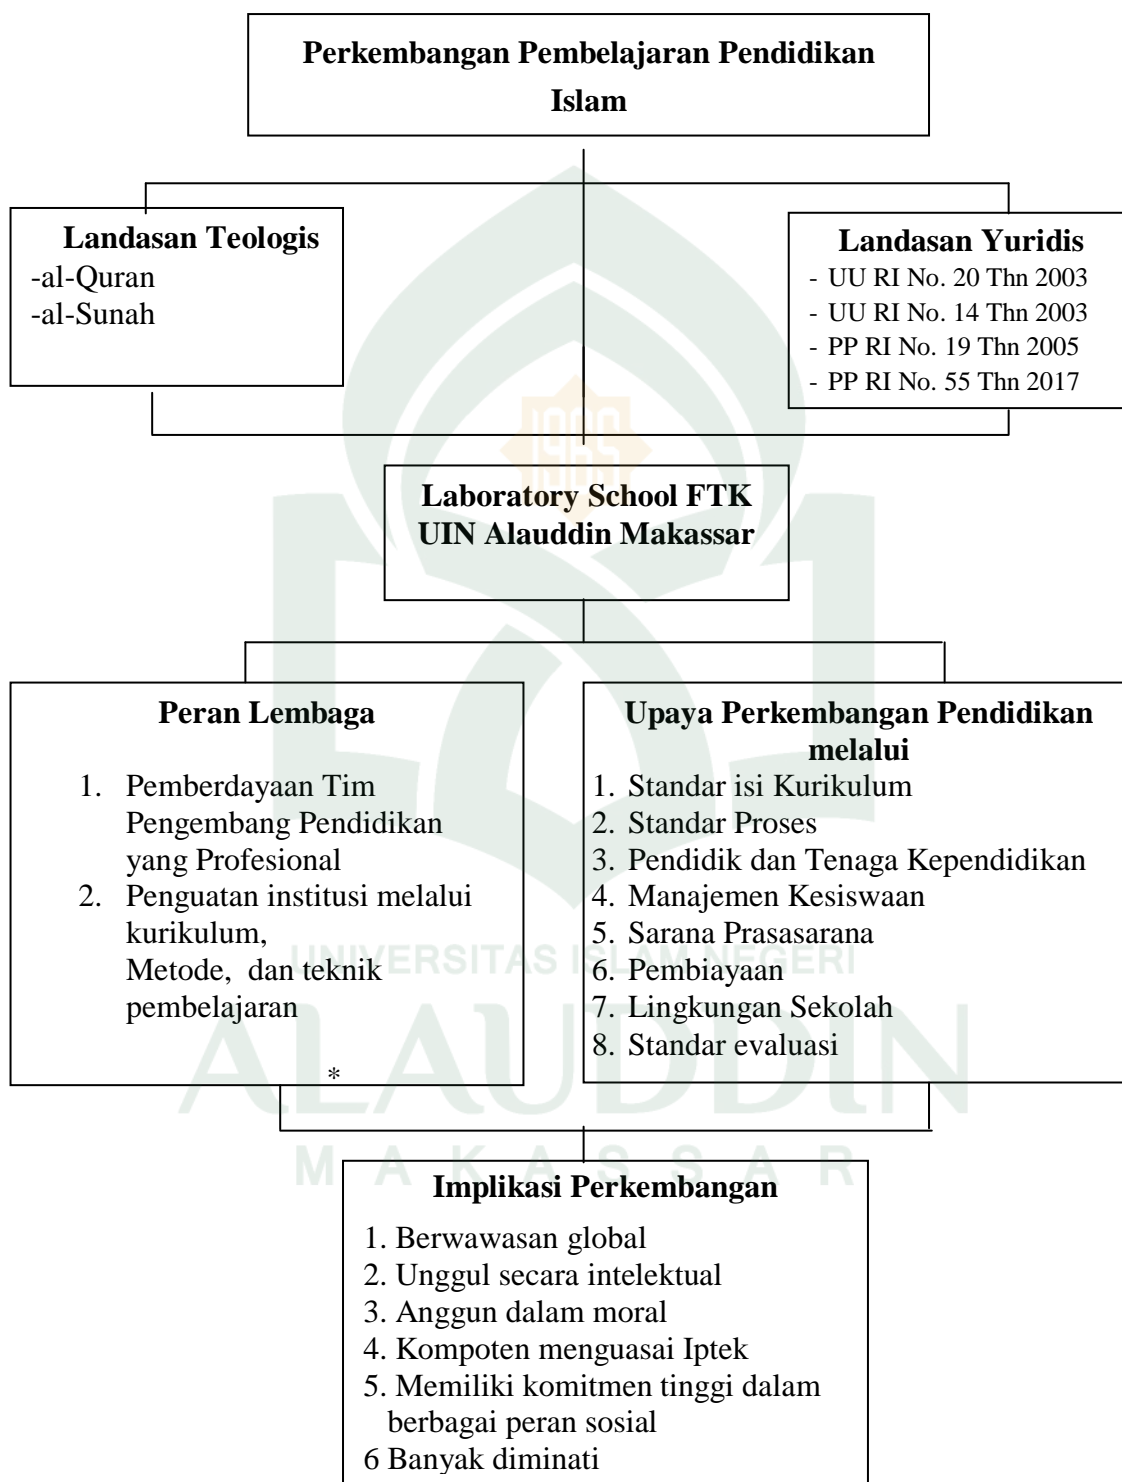 Perkembangan Pembelajaran Pendidikan
Islam
Landasan Teologis
-al-Quran
-al-Sunah
Landasan Yuridis
- UU RI No. 20 Thn 2003
- UU RI No. 14 Thn 2003
- PP RI No. 19 Thn 2005
- PP RI No. 55 Thn 2017
1965
Laboratory School FTK
UIN Alauddin Makassar
Peran Lembaga
1. Pemberdayaan Tim
Pengembang Pendidikan
yang Profesional
2. Penguatan institusi melalui
kurikulum,
Metode, dan teknik
pembelajaran
*
Upaya Perkembangan Pendidikan
melalui
1. Standar isi Kurikulum
2. Standar Proses
3. Pendidik dan Tenaga Kependidikan
4. Manajemen Kesiswaan
5. Sarana Prasasarana
6. Pembiayaan
7. Lingkungan Sekolah
8. Standar evaluasi
UNIVERSITAS ISLAM NEGERI
ALAUDDIN
MAKASSAR
Implikasi Perkembangan
1. Berwawasan global
2. Unggul secara intelektual
3. Anggun dalam moral
4. Kompoten menguasai Iptek
5. Memiliki komitmen tinggi dalam
berbagai peran sosial
6 Banyak diminati